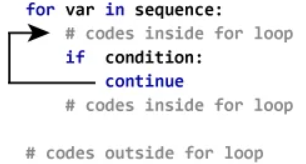 for var in sequence:
# codes inside for loop
if condition:
continue
# codes inside for loop
# codes outside for loop